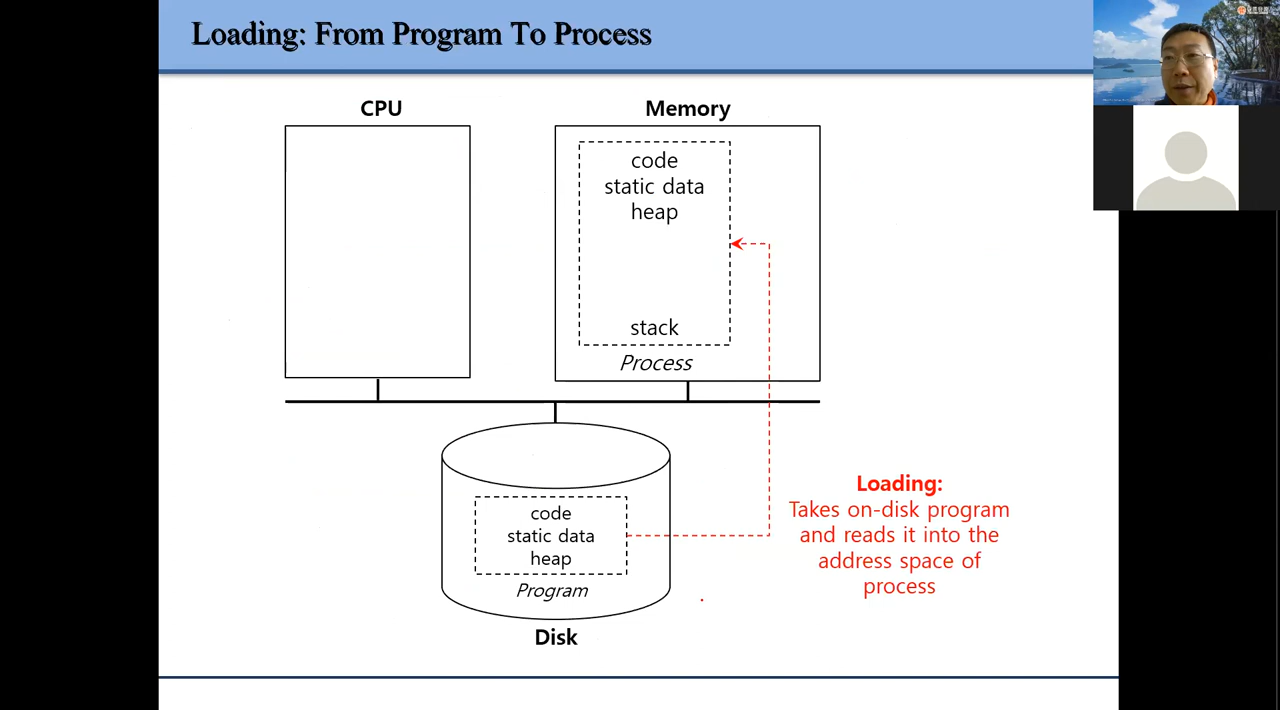 Loading: From Program To Process
CPU
Memory
code
static data
heap
stack
Process
code
static data
heap
Program
Disk
Loading:
Takes on-disk program
and reads it into the
address space of
process